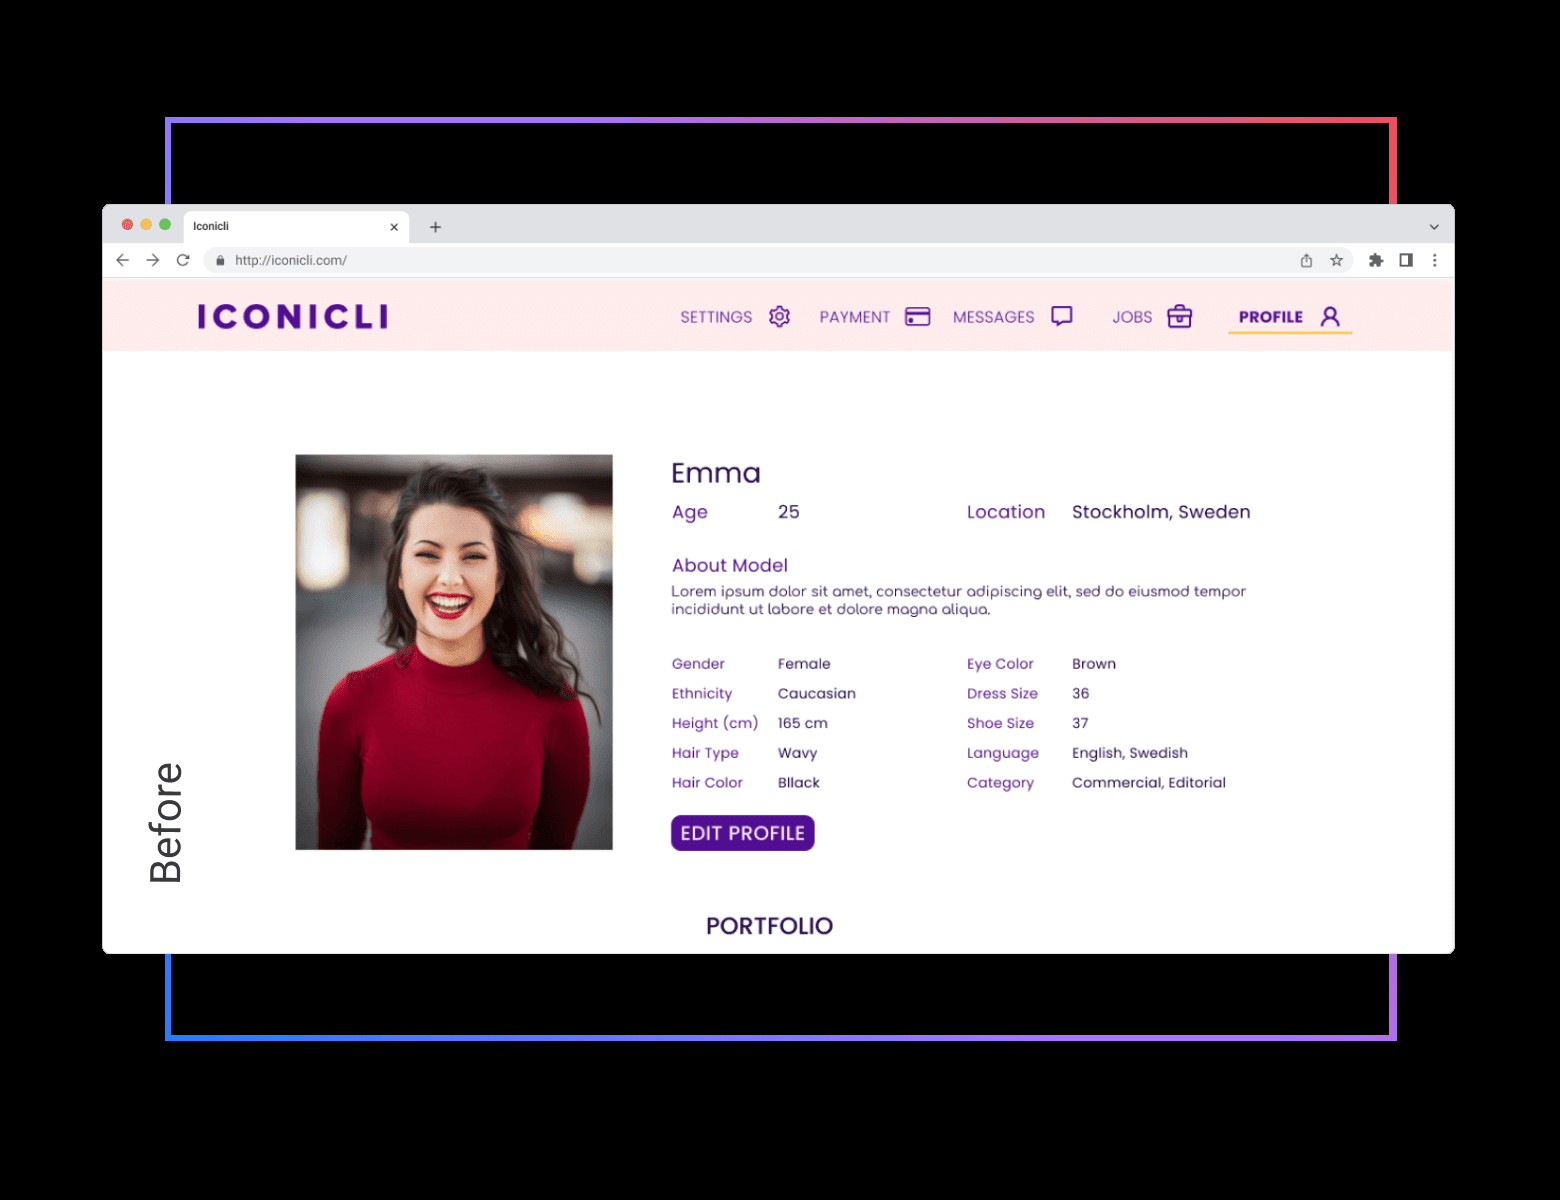 Iconicli
http://iconicli.com/
ICONICLI
SETTINGS
PAYMENT
MESSAGES
JOBS
PROFILE
Emma
Age 25 Location Stockholm, Sweden
About Model
Lorem ipsum dolor sit amet, consectetur adipiscing elit, sed do eiusmod tempor
incididunt ut labore et dolore magna aliqua.
Gender Female Eye Color Brown
Ethnicity Caucasian Dress Size 36
Height (cm) 165 cm Shoe Size 37
Hair Type Wavy Language English, Swedish
Hair Color Bllack Category Commercial, Editorial
EDIT PROFILE
PORTFOLIO
Before